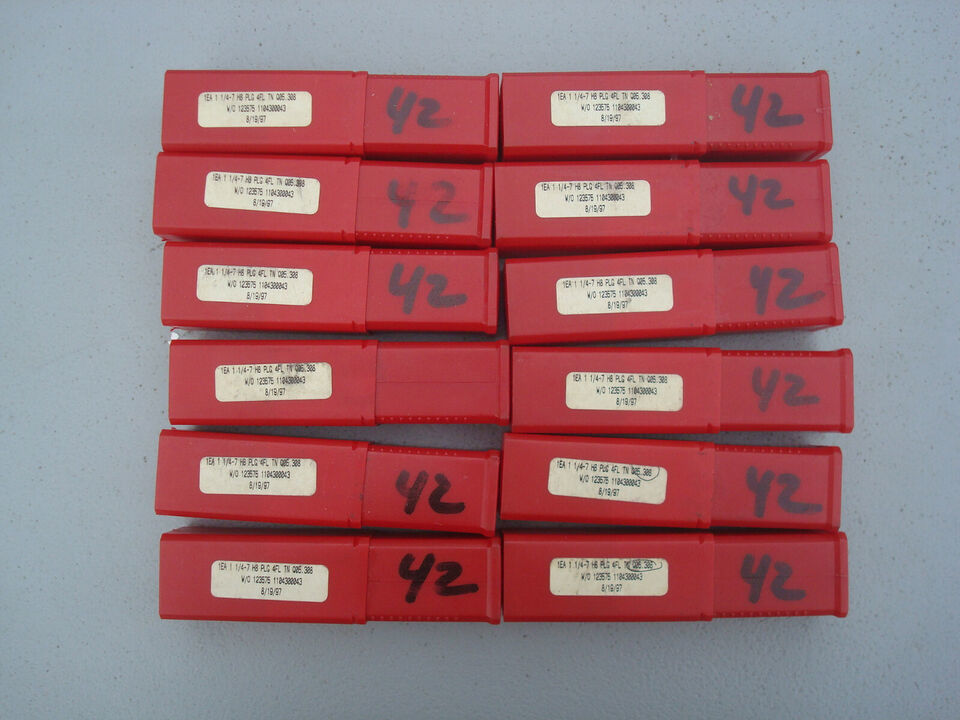 1EA 1 1/4-7 H8 PLG 4FL TN Q05.308
W/O 123575 1104300043
8/19/97
42
1EA 1 1/4-7 H8 PLG 4FL TN Q05.308
W/O 123575 1104300043
8/19/97
42
1EA 1 1/4-7 H8 PLG 4FL TN Q05.308
W/O 123575 1104300043
8/19/97
42
1EA 1 1/4-7 H8 PLG 4FL TN Q05.308
W/O 123575 1104300043
8/19/97
42
1EA 1 1/4-7 H8 PLG 4FL TN Q05.308
W/O 123575 1104300043
8/19/97
42
1EA 1 1/4-7 H8 PLG 4FL TN Q05.308
W/O 123575 1104300043
8/19/97
42
1EA 1 1/4-7 H8 PLG 4FL TN Q05.308
W/O 123575 1104300043
8/19/97
1EA 1 1/4-7 H8 PLG 4FL TN Q05.308
W/O 123575 1104300043
8/19/97
42
1EA 1 1/4-7 H8 PLG 4FL TN Q05.308
W/O 123575 1104300043
8/19/97
42
1EA 1 1/4-7 H8 PLG 4FL TN Q05.308
W/O 123575 1104300043
8/19/97
42
1EA 1 1/4-7 H8 PLG 4FL TN Q05.308
W/O 123575 1104300043
8/19/97
42
1EA 1 1/4-7 H8 PLG 4FL TN Q05.308
W/O 123575 1104300043
8/19/97
42